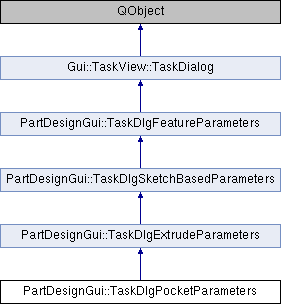 QObject
Gui::TaskView::TaskDialog
PartDesignGui::TaskDlgFeatureParameters
PartDesignGui::TaskDlgSketchBasedParameters
PartDesignGui::TaskDlgExtrudeParameters
PartDesignGui::TaskDlgPocketParameters